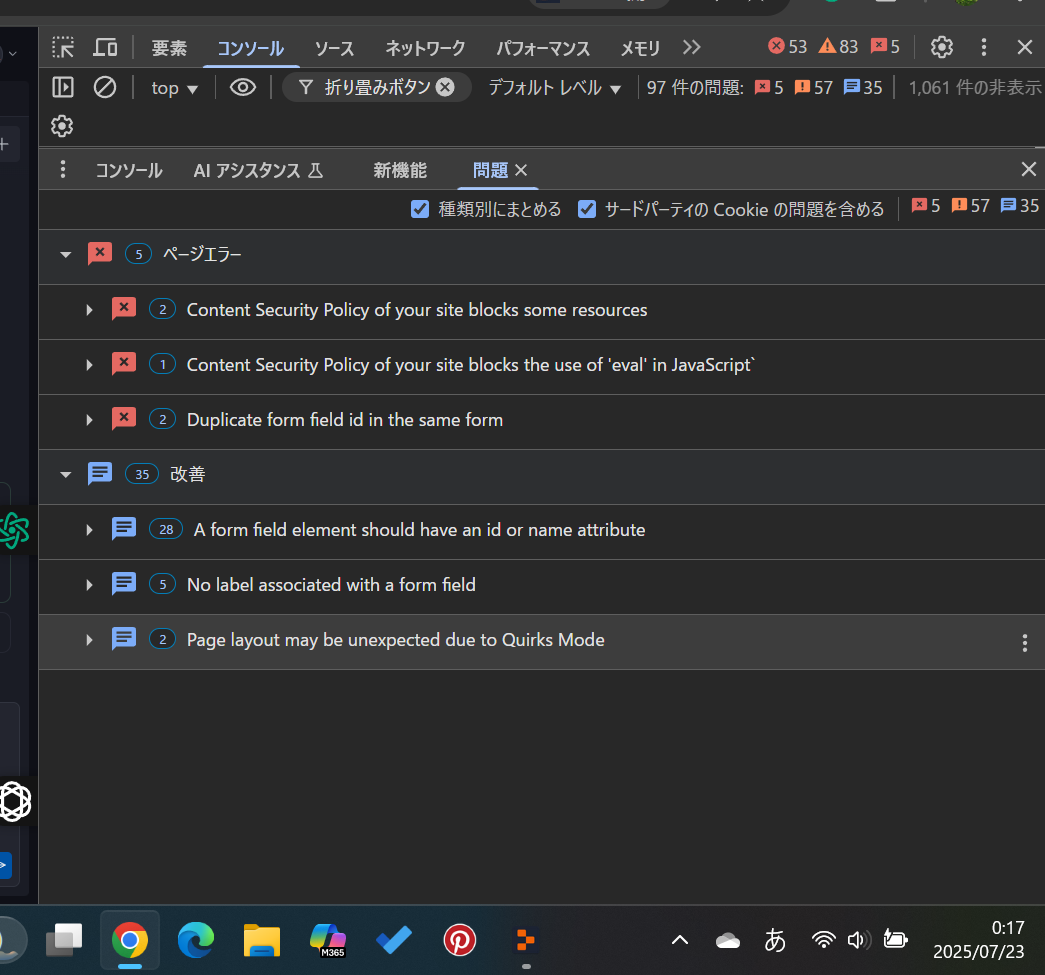 要素 コンソール ソース ネットワーク パフォーマンス メモリ 53 83 5
top 折り畳みボタン デフォルト レベル 97 件の問題: 5 57 35 1,061 件の非表示
コンソール AI アシスタンス 新機能 問題
種類別にまとめる サードパーティの Cookie の問題を含める 5 57 35
5 ページエラー
2 Content Security Policy of your site blocks some resources
1 Content Security Policy of your site blocks the use of 'eval' in JavaScript`
2 Duplicate form field id in the same form
35 改善
28 A form field element should have an id or name attribute
5 No label associated with a form field
2 Page layout may be unexpected due to Quirks Mode
M365
あ
0:17
2025/07/23